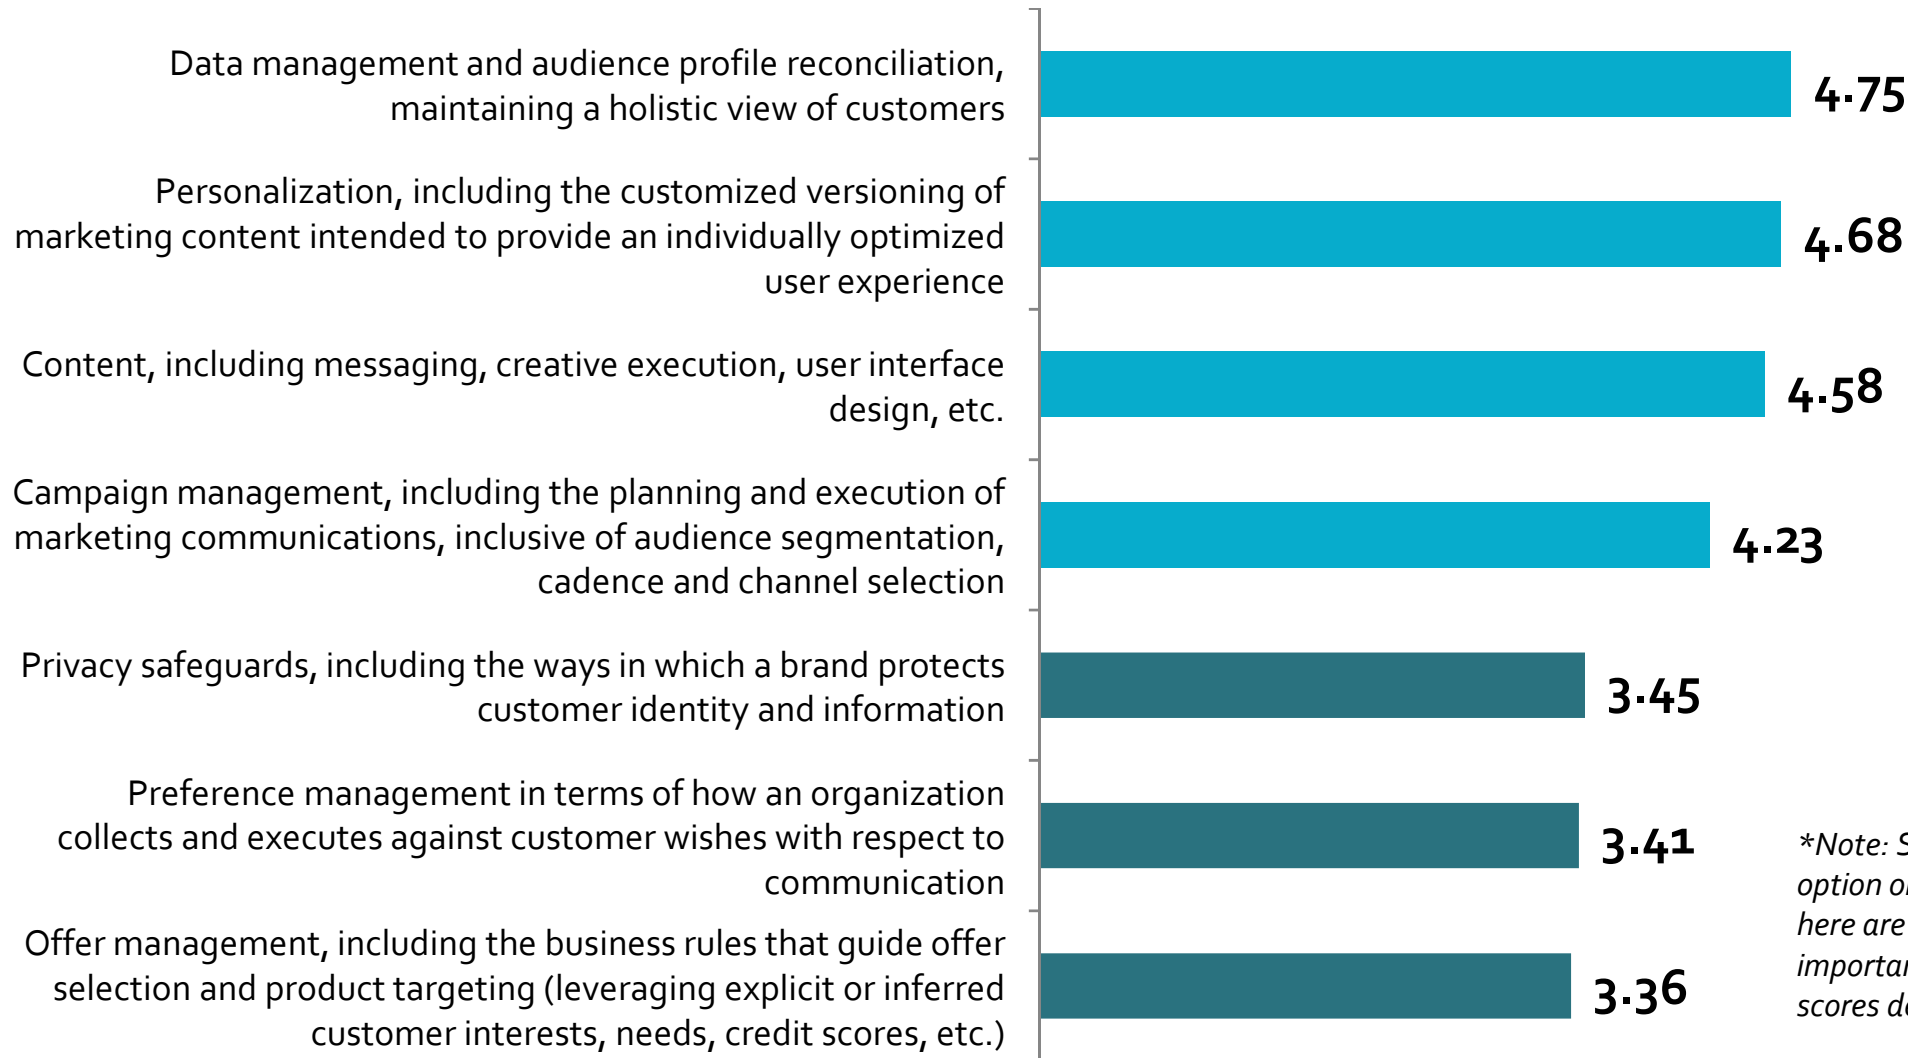 Data management and audience profile reconciliation,
maintaining a holistic view of customers
4.75
Personalization, including the customized versioning of
marketing content intended to provide an individually optimized
user experience
4.68
Content, including messaging, creative execution, user interface
design, etc.
4.58
Campaign management, including the planning and execution of
marketing communications, inclusive of audience segmentation,
cadence and channel selection
4.23
Privacy safeguards, including the ways in which a brand protects
customer identity and information
3.45
Preference management in terms of how an organization
collects and executes against customer wishes with respect to
communication
3.41
Offer management, including the business rules that guide offer
selection and product targeting (leveraging explicit or inferred
customer interests, needs, credit scores, etc.)
3.36
*Note:
option
here are
scores